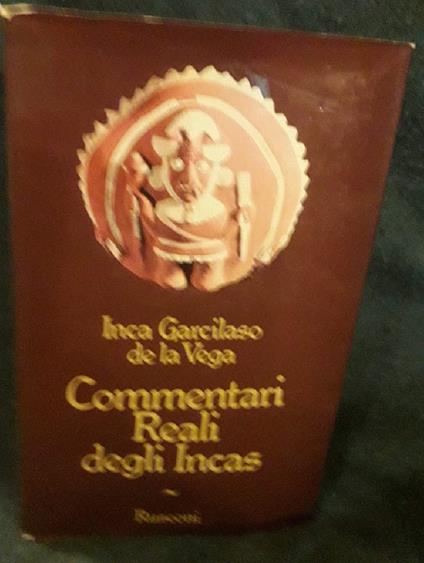 Inca Garcilaso
de la Vega
Commentari
Reali
degli Incas
~
Rusconi